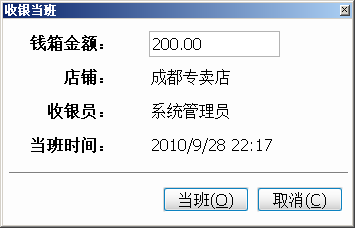 收银当班
钱箱金额： 200.00
店铺： 成都专卖店
收银员： 系统管理员
当班时间： 2010/9/28 22:17
当班(O) 取消(C)